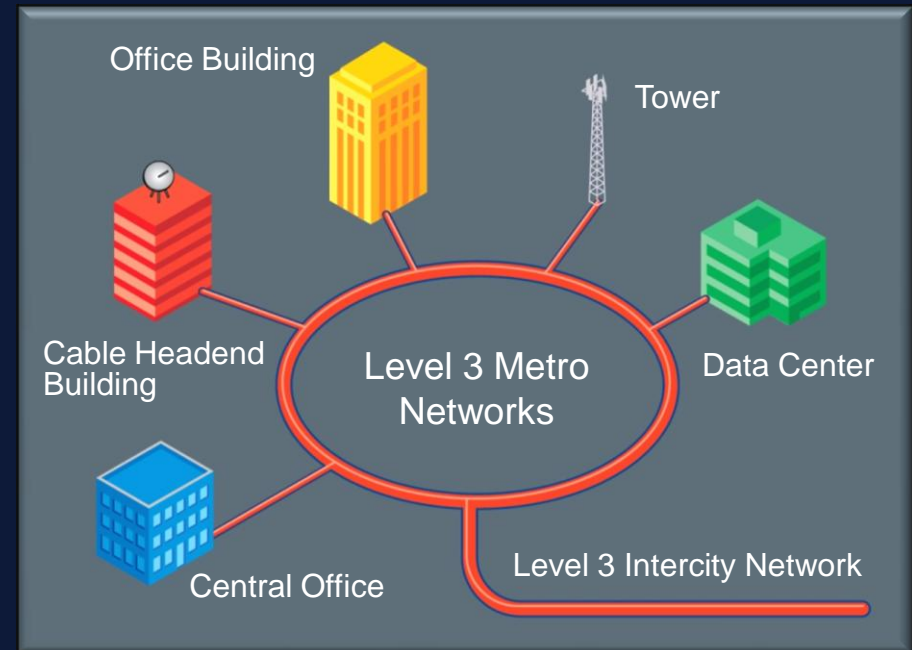 Office Building
Tower
Cable Headend
Building
Level 3 Metro
Networks
Data Center
Central Office
Level 3 Intercity Network